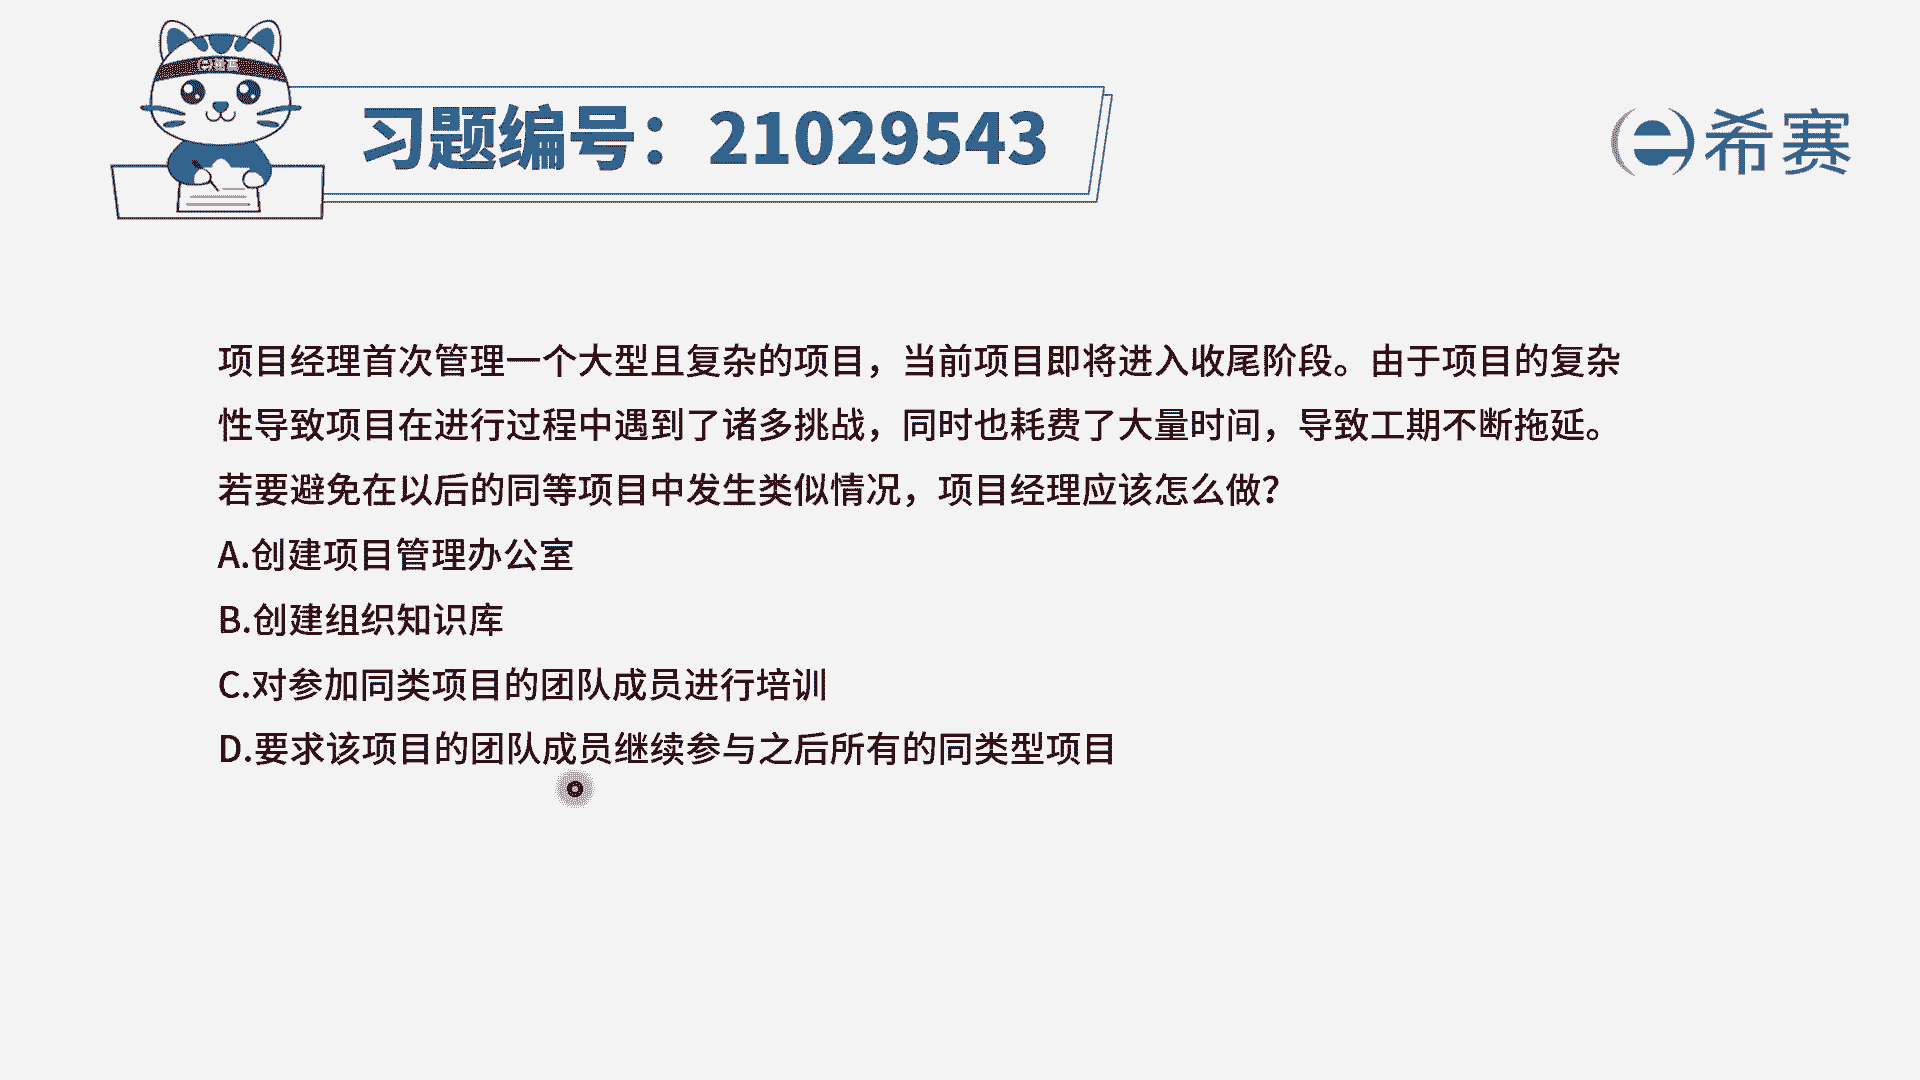 习题编号：21029543
希赛
项目经理首次管理一个大型且复杂的项目，当前项目即将进入收尾阶段。由于项目的复杂
性导致项目在进行过程中遇到了诸多挑战，同时也耗费了大量时间，导致工期不断拖延。
若要避免在以后的同等项目中发生类似情况，项目经理应该怎么做？
A.创建项目管理办公室
B.创建组织知识库
C.对参加同类项目的团队成员进行培训
D.要求该项目的团队成员继续参与之后所有的同类型项目